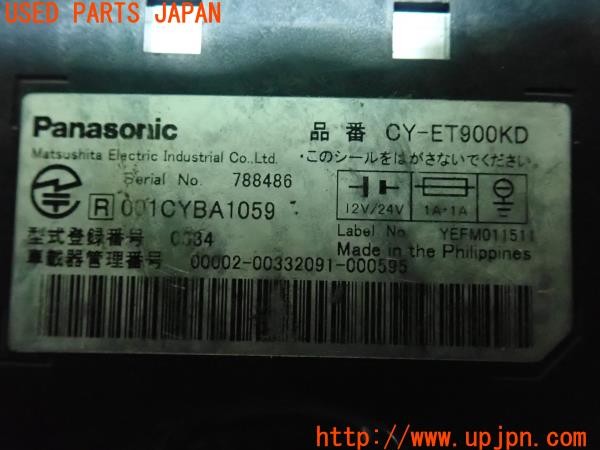 USED PARTS JAPAN
Panasonic
品番 CY-ET900KD
Matsushita Electric Industrial Co.,Ltd.
・このシールをはがさないでください。
Serial No. 788486
R 001CYBA1059
12V/24V 1A・1A
Label No. YEFM011511
型式登録番号 0034
Made in the Philippines
車載器管理番号 00002-00332091-000595
USED PARTS JAPAN
http://www.upjpn.com/